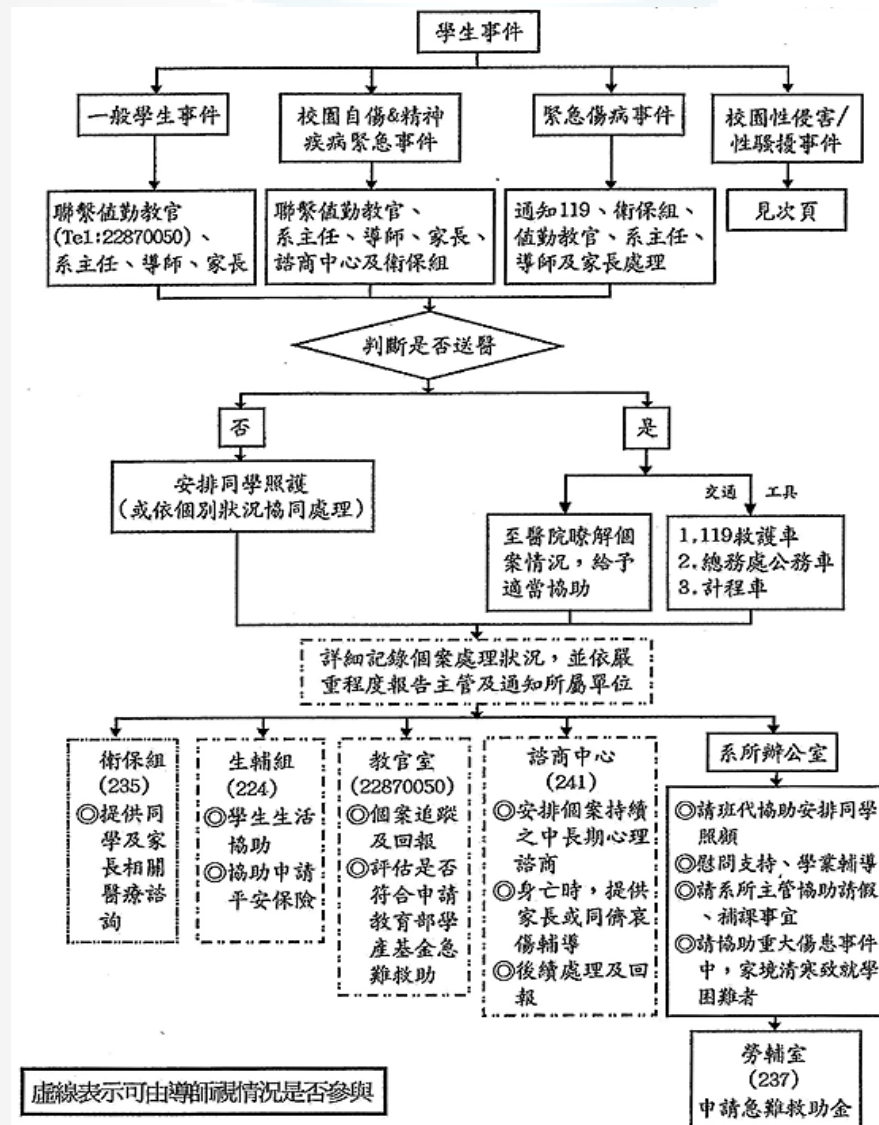 學生事件
一般學生事件
校園自傷&精神
疾病緊急事件
緊急傷病事件
校園性侵害/
性騷擾事件
聯繫值勤教官
(Tel:22870050)、
系主任、導師、家長
聯繫值勤教官、
系主任、導師、家長、
諮商中心及衛保組
通知119、衛保組、
值勤教官、系主任、
導師及家長處理
見次頁
判斷是否送醫
否
是
安排同學照護
(或依個別狀況協同處理)
交通 工具
至醫院瞭解個
案情況，給予
適當協助
1.119救護車
2.總務處公務車
3.計程車
詳細記錄個案處理狀況，並依嚴
重程度報告主管及通知所屬單位
衛保組
(235)
◎提供同
學及家
長相關
醫療諮
詢
生輔組
(224)
◎學生生活
協助
◎協助申請
平安保險
教官室
(22870050)
◎個案追蹤
及回報
◎評估是否
符合申請
教育部學
產基金急
難救助
諮商中心
(241)
◎安排個案持續
之中長期心理
諮商
◎身亡時，提供
家長或同儕哀
傷輔導
◎後續處理及回
報
系所辦公室
◎請班代協助安排同學
照顧
◎慰問支持、學業輔導
◎請系所主管協助請假
、補課事宜
◎請協助重大傷患事件
中，家境清寒致就學
困難者
勞輔室
(237)
申請急難救助金
虛線表示可由導師視情況是否參與